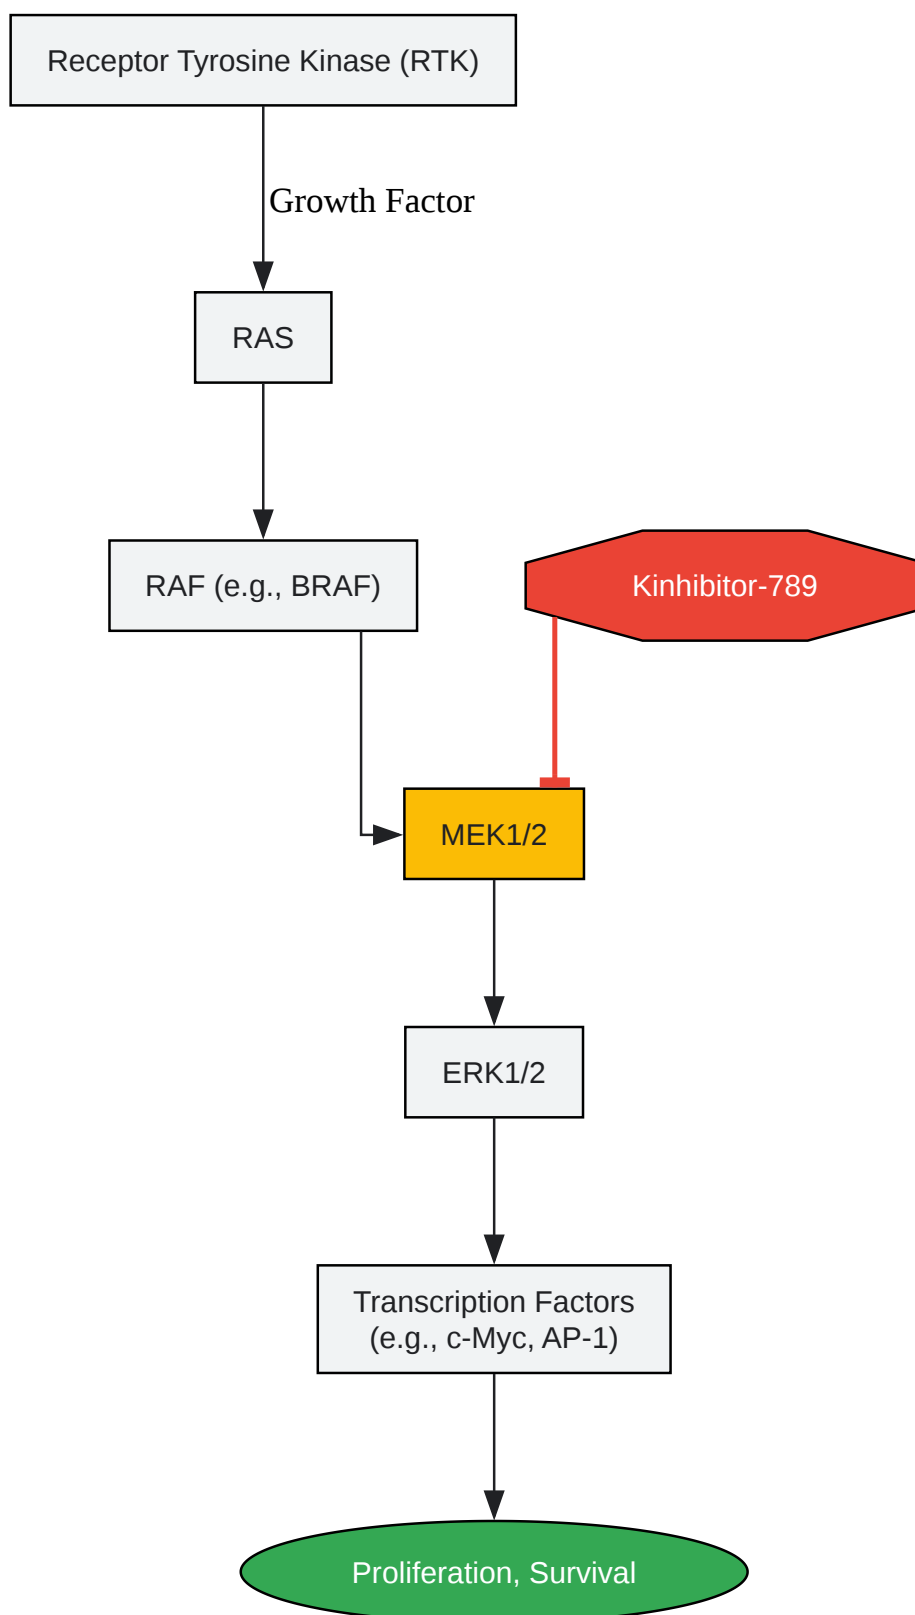 Receptor Tyrosine Kinase (RTK)
Growth Factor
RAS
RAF (e.g., BRAF)
Kinhibitor-789
MEK1/2
ERK1/2
Transcription Factors
(e.g., c-Myc, AP-1)
Proliferation, Survival